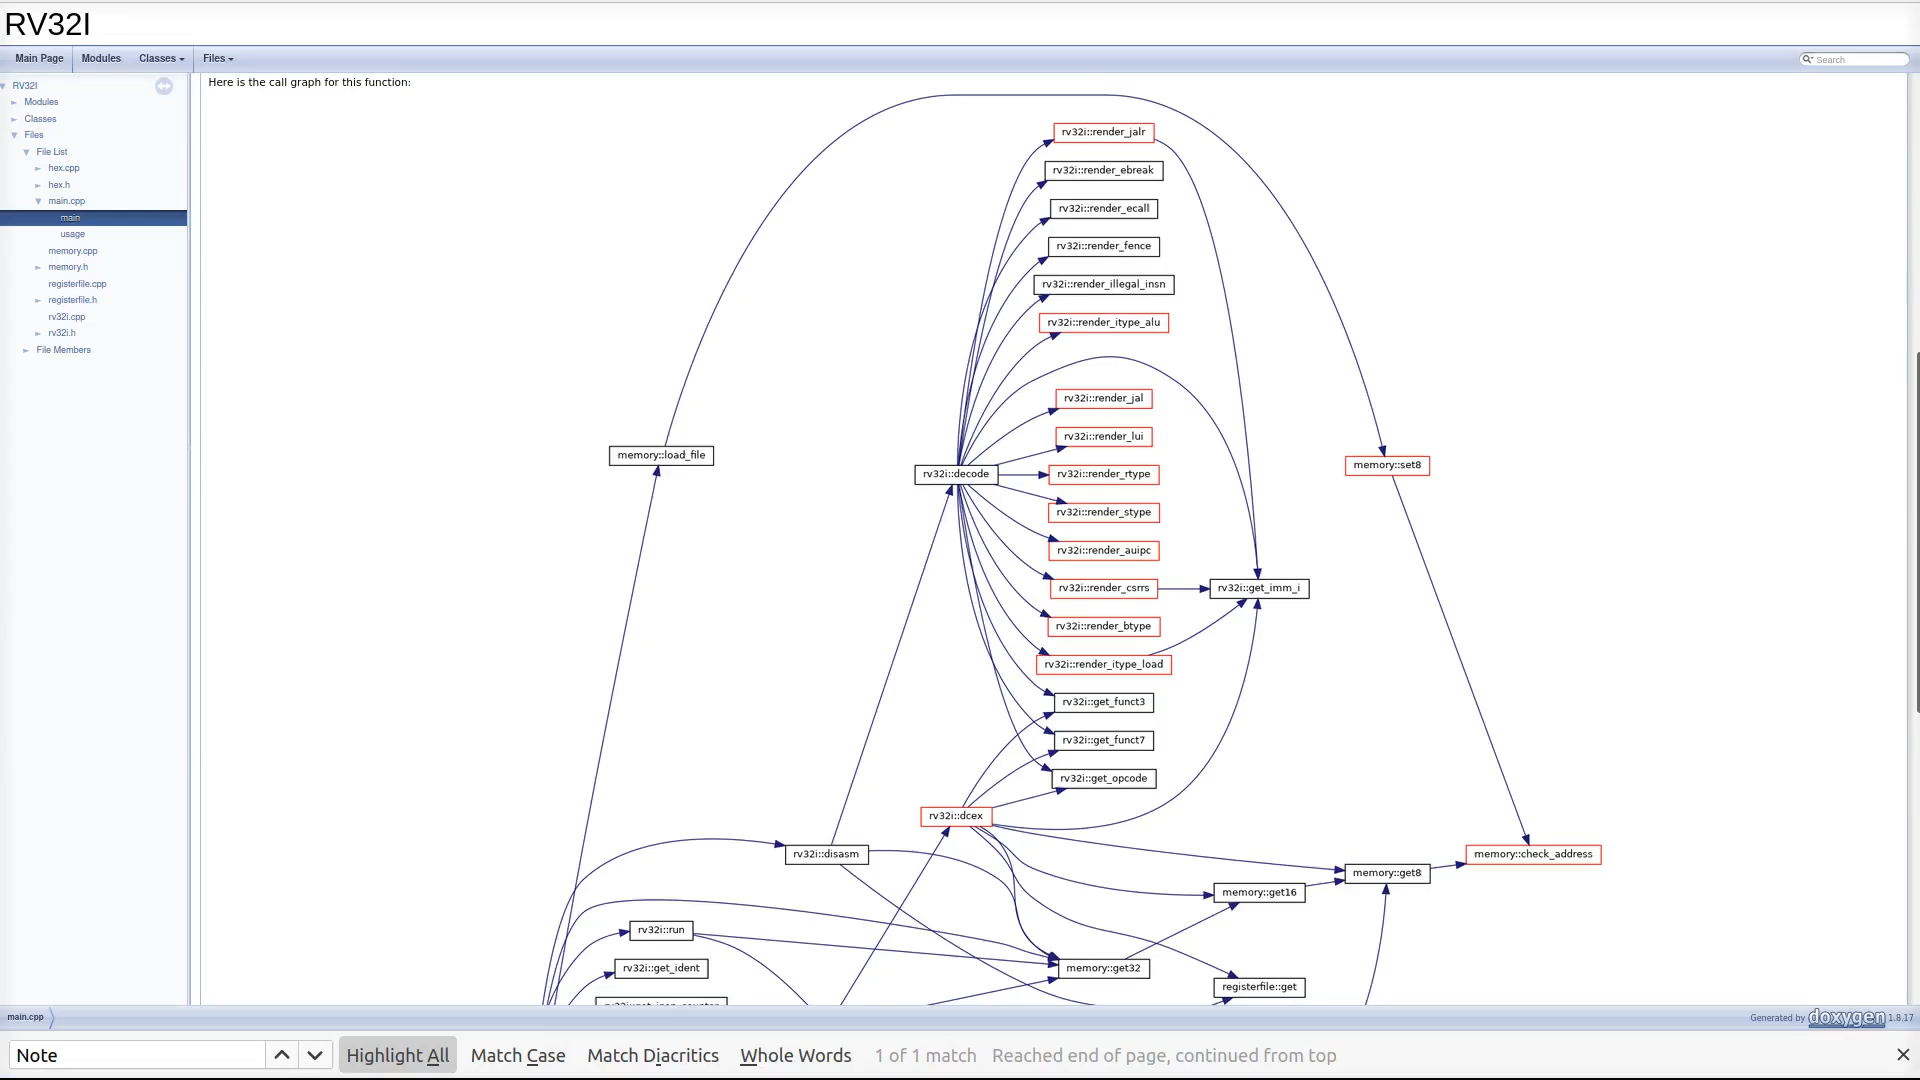 RV32I
Main Page
Modules
Classes
Files
Search
RV32I
Modules
Classes
Files
File List
hex.cpp
hex.h
main.cpp
main
usage
memory.cpp
memory.h
registerfile.cpp
registerfile.h
rv32i.cpp
rv32i.h
File Members
Here is the call graph for this function:
rv32i::render_jalr
rv32i::render_ebreak
rv32i::render_ecall
rv32i::render_fence
rv32i::render_illegal_insn
rv32i::render_itype_alu
rv32i::render_jal
rv32i::render_lui
memory::load_file
memory::set8
rv32i::decode
rv32i::render_rtype
rv32i::render_stype
rv32i::render_auipc
rv32i::render_csrrs
rv32i::get_imm_i
rv32i::render_btype
rv32i::render_itype_load
rv32i::get_funct3
rv32i::get_funct7
rv32i::get_opcode
rv32i::dcex
rv32i::disasm
memory::check_address
memory::get8
memory::get16
rv32i::run
rv32i::get_ident
memory::get32
registerfile::get
main.cpp
Generated by doxygen 1.8.17
Note
Highlight All
Match Case
Match Diacritics
Whole Words
1 of 1 match
Reached end of page, continued from top